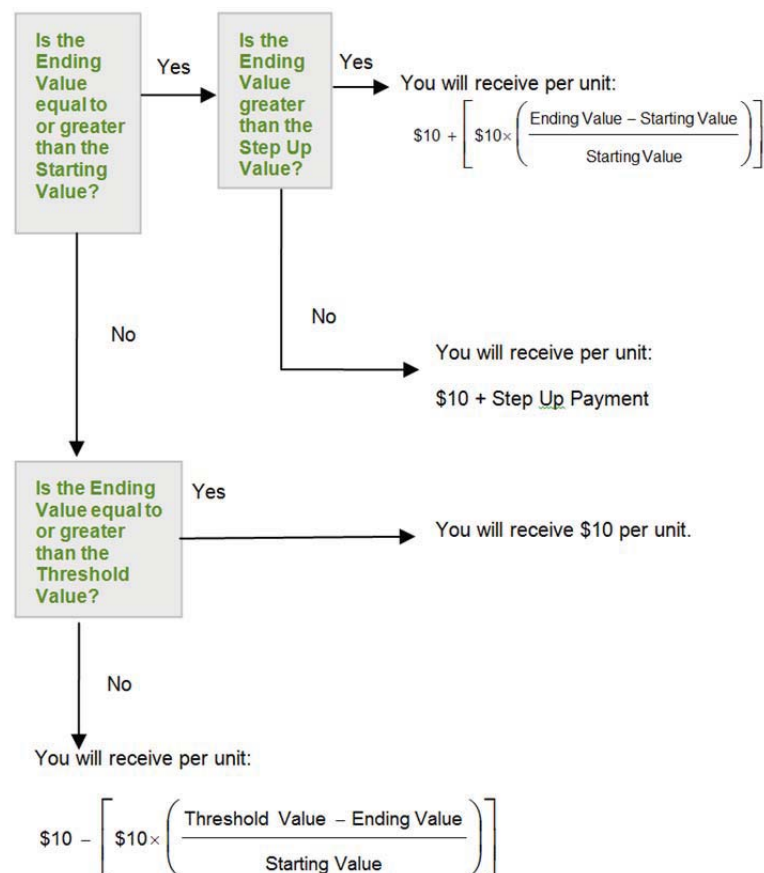 Is the
Ending
Value
equal to
or greater
than the
Starting
Value?
Yes
Is the
Ending
Value
greater
than the
Step Up
Value?
Yes
You will receive per unit:
$10 + [ $10× ( Ending Value – Starting Value
Starting Value ) ]
No
No
You will receive per unit:
$10 + Step Up Payment
Is the Ending
Value equal to
or greater
than the
Threshold
Value?
Yes
You will receive $10 per unit.
No
You will receive per unit:
$10 – [ $10× ( Threshold Value – Ending Value
Starting Value ) ]